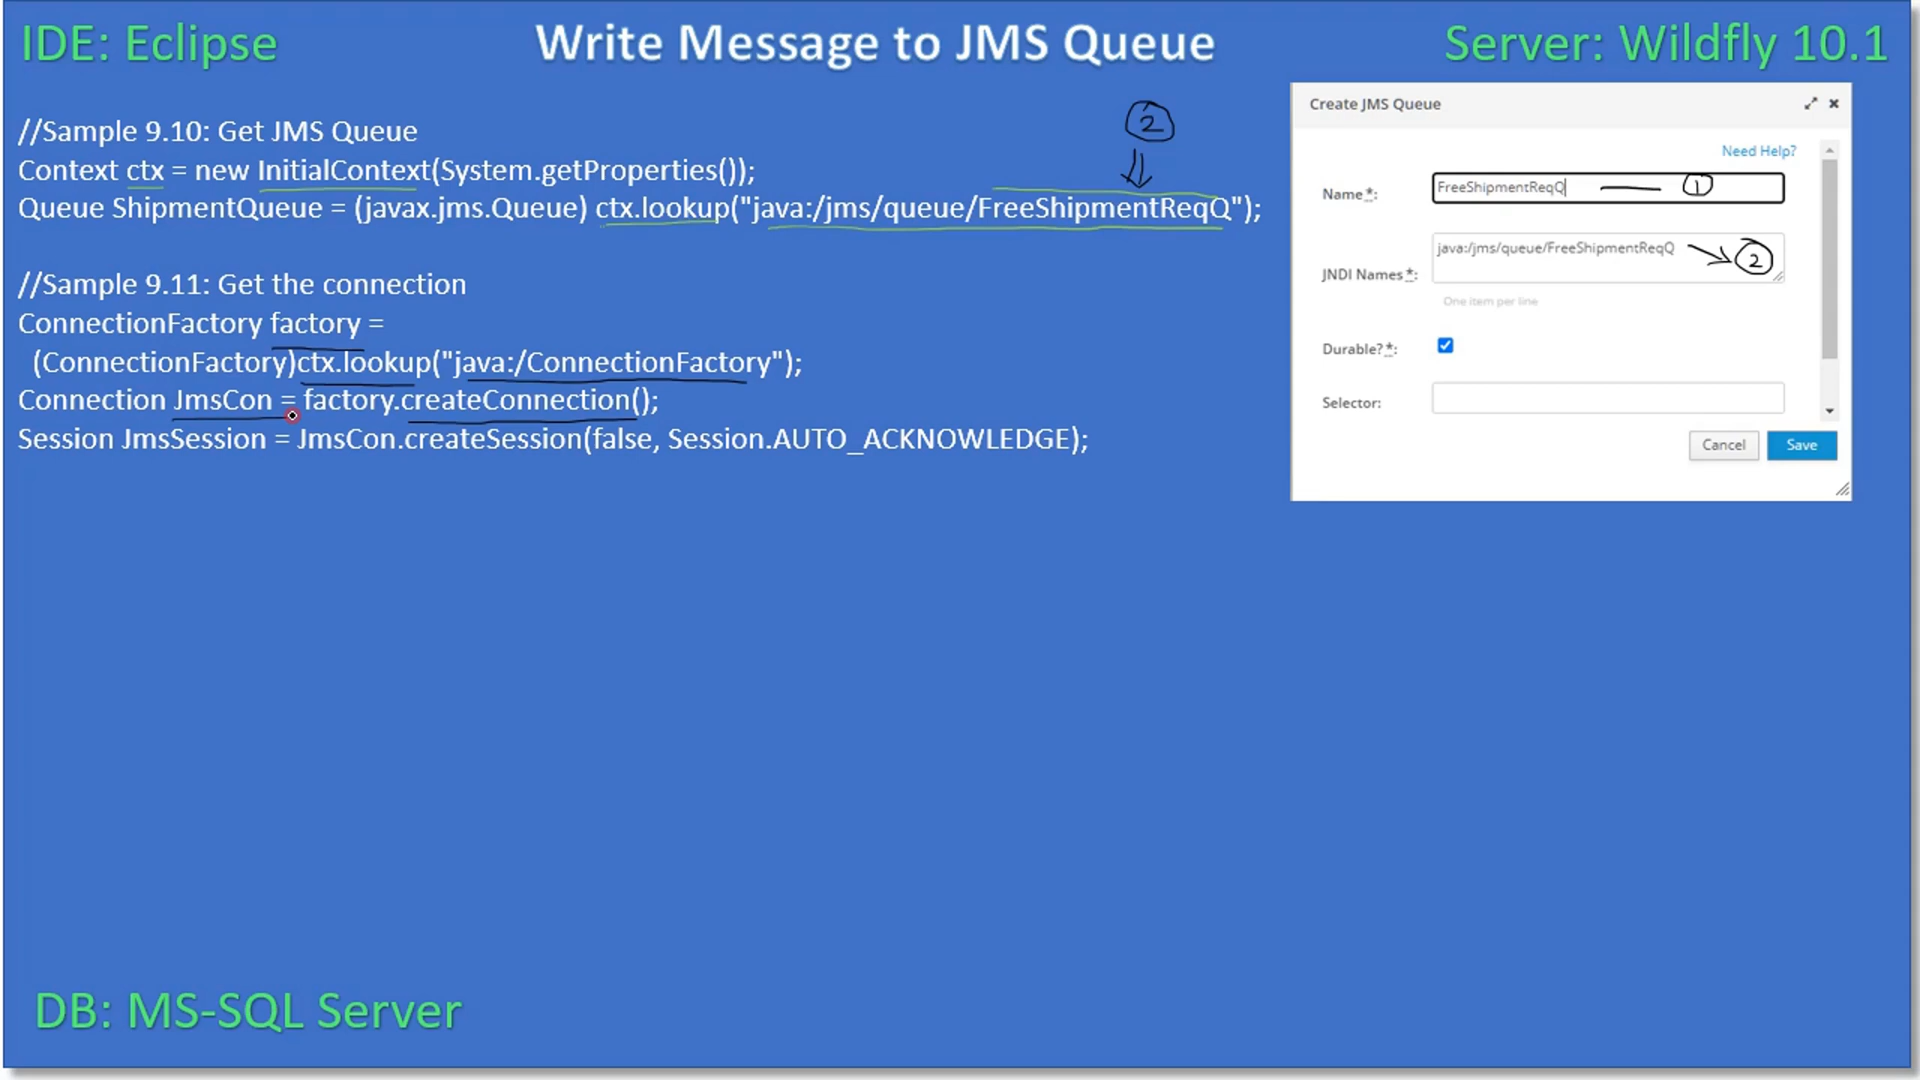 IDE: Eclipse
Write Message to JMS Queue
Server: Wildfly 10.1
//Sample 9.10: Get JMS Queue
Context ctx = new InitialContext(System.getProperties());
Queue ShipmentQueue = (javax.jms.Queue) ctx.lookup("java:/jms/queue/FreeShipmentReqQ");
2
//Sample 9.11: Get the connection
ConnectionFactory factory =
(ConnectionFactory)ctx.lookup("java:/ConnectionFactory");
Connection JmsCon = factory.createConnection();
Session JmsSession = JmsCon.createSession(false, Session.AUTO_ACKNOWLEDGE);
Create JMS Queue
Need Help?
Name*: FreeShipmentReqQ 1
JNDI Names*: java:/jms/queue/FreeShipmentReqQ 2
One item per line
Durable?*:
Selector:
Cancel Save
DB: MS-SQL Server